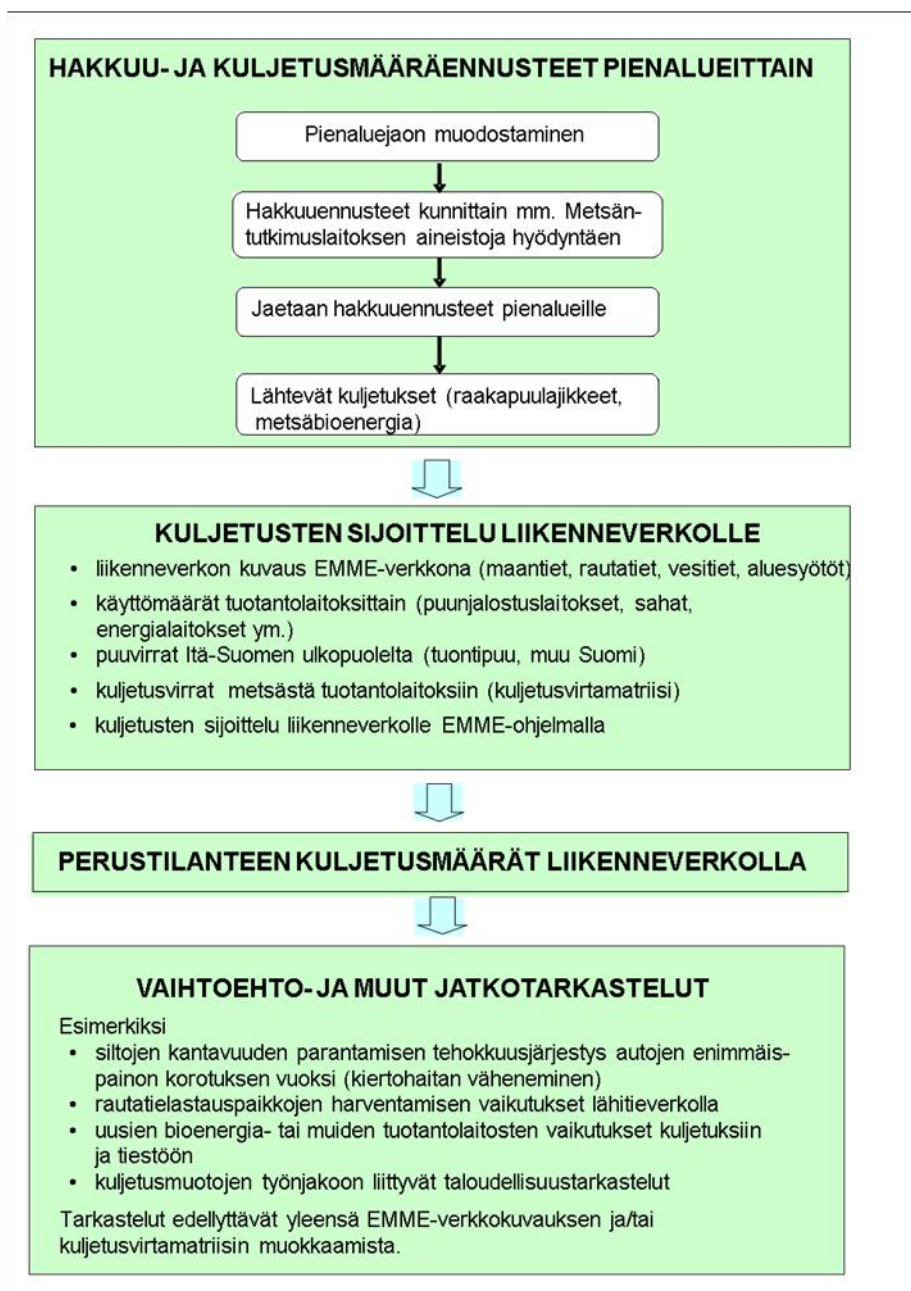 HAKKUU- JA KULJETUSMÄÄRÄENNUSTEET PIENALUEITTAIN
Pienaluejaon muodostaminen
Hakkuuennusteet kunnittain mm. Metsän-
tutkimuslaitoksen aineistoja hyödyntäen
Jaetaan hakkuuennusteet pienalueille
Lähtevät kuljetukset (raakapuulajikkeet,
metsäbioenergia)
KULJETUSTEN SIJOITTELU LIIKENNEVERKOLLE
• liikenneverkon kuvaus EMME-verkkona (maantiet, rautatiet, vesitiet, aluesyötöt)
• käyttömäärät tuotantolaitoksittain (puunjalostuslaitokset, sahat,
energialaitokset ym.)
• puuvirrat Itä-Suomen ulkopuolelta (tuontipuu, muu Suomi)
• kuljetusvirrat metsästä tuotantolaitoksiin (kuljetusvirtamatriisi)
• kuljetusten sijoittelu liikenneverkolle EMME-ohjelmalla
PERUSTILANTEEN KULJETUSMÄÄRÄT LIIKENNEVERKOLLA
VAIHTOEHTO- JA MUUT JATKOTARKASTELUT
Esimerkiksi
• siltojen kantavuuden parantamisen tehokkuusjärjestys autojen enimmäis-
painon korotuksen vuoksi (kiertohaitan väheneminen)
• rautatielastauspaikkojen harventamisen vaikutukset lähitieverkolla
• uusien bioenergia- tai muiden tuotantolaitosten vaikutukset kuljetuksiin
ja tiestöön
• kuljetusmuotojen työnjakoon liittyvät taloudellisuustarkastelut
Tarkastelut edellyttävät yleensä EMME-verkkokuvauksen ja/tai
kuljetusvirtamatriisin muokkaamista.